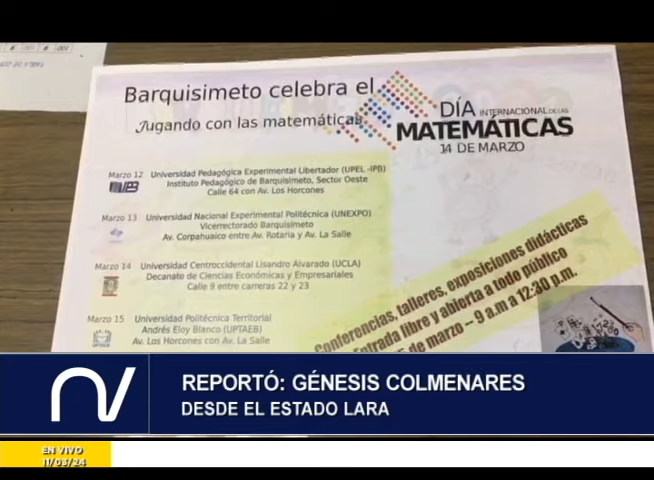 Barquisimeto celebra el
Jugando con las matemáticas
DÍA INTERNACIONAL DE LAS
MATEMÁTICAS
14 DE MARZO
Marzo 12 Universidad Pedagógica Experimental Libertador (UPEL -IPB)
Instituto Pedagógico de Barquisimeto, Sector Oeste
Calle 64 con Av. Los Horcones
Marzo 13 Universidad Nacional Experimental Politécnica (UNEXPO)
Vicerrectorado Barquisimeto
Av. Corpahuaico entre Av. Rotaria y Av. La Salle
Marzo 14 Universidad Centroccidental Lisandro Alvarado (UCLA)
Decanato de Ciencias Económicas y Empresariales
Calle 9 entre carreras 22 y 23
Marzo 15 Universidad Politécnica Territorial
Andrés Eloy Blanco (UPTAEB)
Av. Los Horcones con Av. La Salle
Conferencias, talleres, exposiciones didácticas
Entrada libre y abierta a todo público
de marzo - 9 a.m a 12:30 p.m.
REPORTÓ: GÉNESIS COLMENARES
DESDE EL ESTADO LARA
EN VIVO
11/03/24